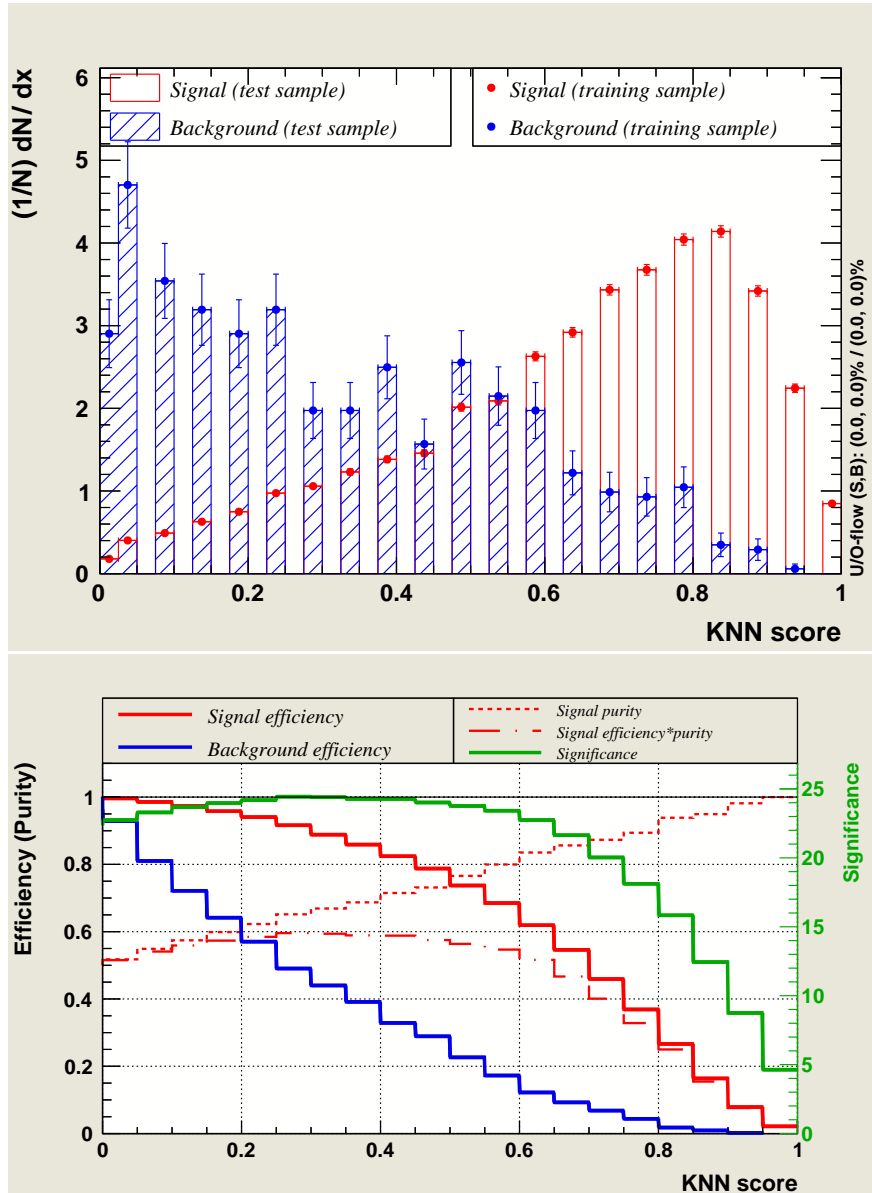 (1/N) dN/ dx
6
5
4
3
2
1
0
Signal (test sample)
Background (test sample)
Signal (training sample)
Background (training sample)
U/O-flow (S,B): (0.0, 0.0)% / (0.0, 0.0)%
0 0.2 0.4 0.6 0.8 1
KNN score
Signal efficiency
Background efficiency
Signal purity
Signal efficiency*purity
Significance
Efficiency (Purity)
1
0.8
0.6
0.4
0.2
0
25
20
15
10
5
0
Significance
0 0.2 0.4 0.6 0.8 1
KNN score